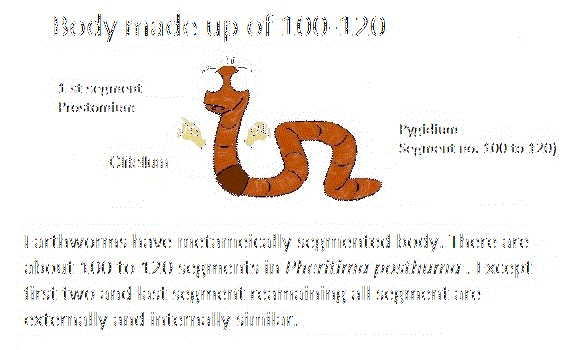 Body made up of 100-120
1 st segment
Prostomium
Clitellum
Pygidium
Segment no. 100 to 120)
Earthworms have metameically segmented body. There are
about 100 to 120 segments in Pheritima posthuma . Except
first two and last segment reamaining all segment are
externally and internally similar.